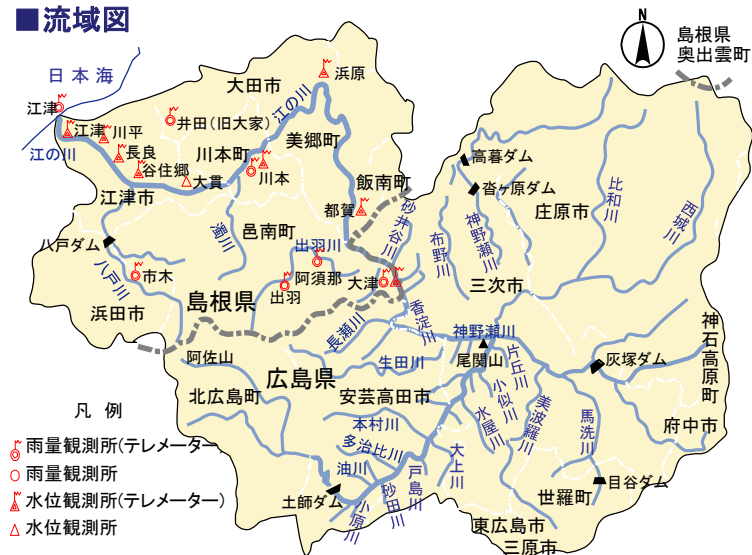 ■流域図
N
島根県
奥出雲町
日本海
浜原
大田市
江の川
江津
江津
川平
井田(旧大家)
美郷町
長良
川本町
江の川
谷住郷
大貫
川本
飯南町
高暮ダム
沓ヶ原ダム
江津市
都賀
砂井谷川
布野川
神野瀬川
庄原市
比和川
西城川
邑南町
濁川
出羽川
八戸ダム
八戸川
市木
阿須那
出羽
大津
三次市
島根県
浜田市
香淀川
長瀬川
神野瀬川
神石高原町
阿佐山
生田川
尾関山
片丘川
灰塚ダム
広島県
北広島町
安芸高田市
小似川
水屋川
美波羅川
馬洗川
府中市
本村川
多治比川
油川
戸島川
大上川
土師ダム
小原川
砂田川
目谷ダム
世羅町
東広島市
三原市
凡 例
雨量観測所(テレメーター)
雨量観測所
水位観測所(テレメーター)
水位観測所